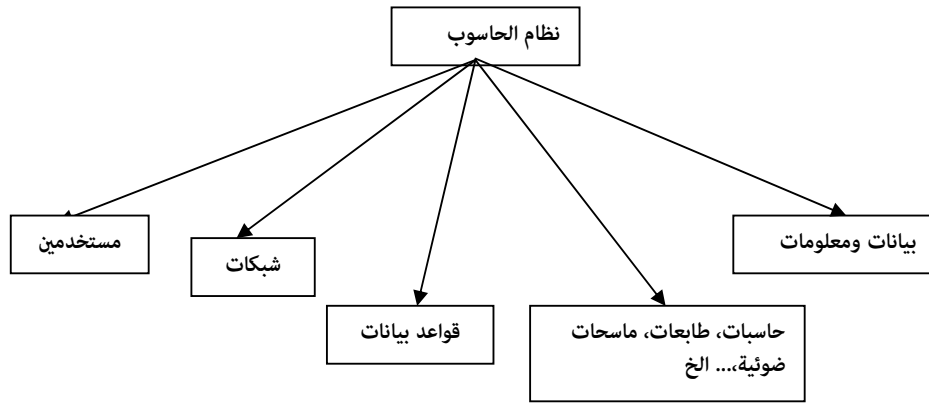 نظام الحاسوب
بيانات ومعلومات
مستخدمين
شبكات
حاسبات، طابعات، ماسحات
ضوئية،... الخ
قواعد بيانات